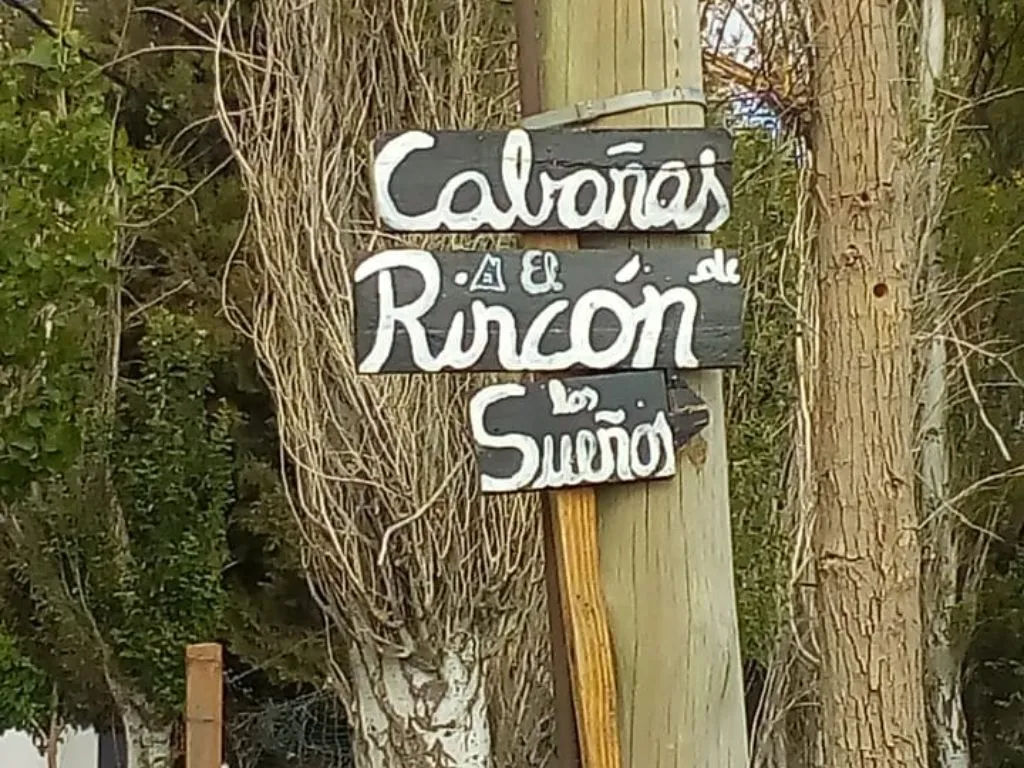 Cabañas
El
Rincón de
los
Sueños